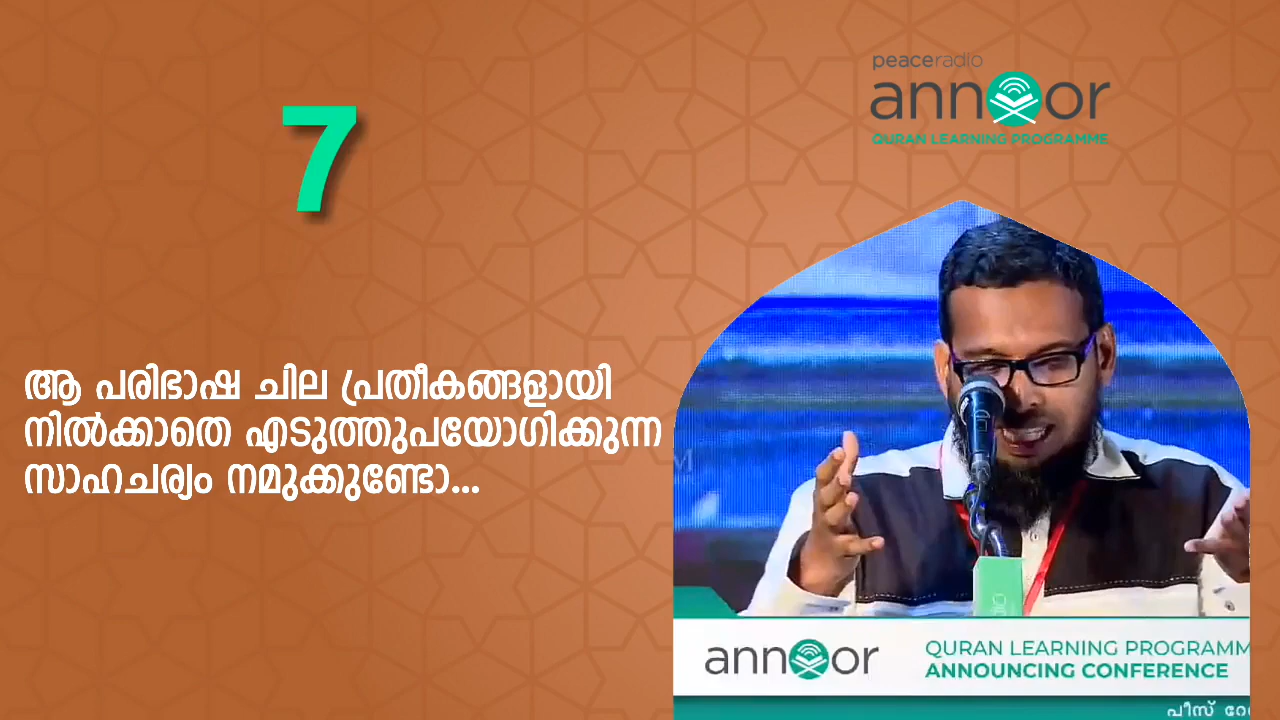 peaceradio
annoor
QURAN LEARNING PROGRAMME
7
ആ പരിഭാഷ ചില പ്രതീകങ്ങളായി
നിൽക്കാതെ എടുത്തുപയോഗിക്കുന്ന
സാഹചര്യം നമുക്കുണ്ടോ...
annoor
QURAN LEARNING PROGRAMM
ANNOUNCING CONFERENCE
പീസ്